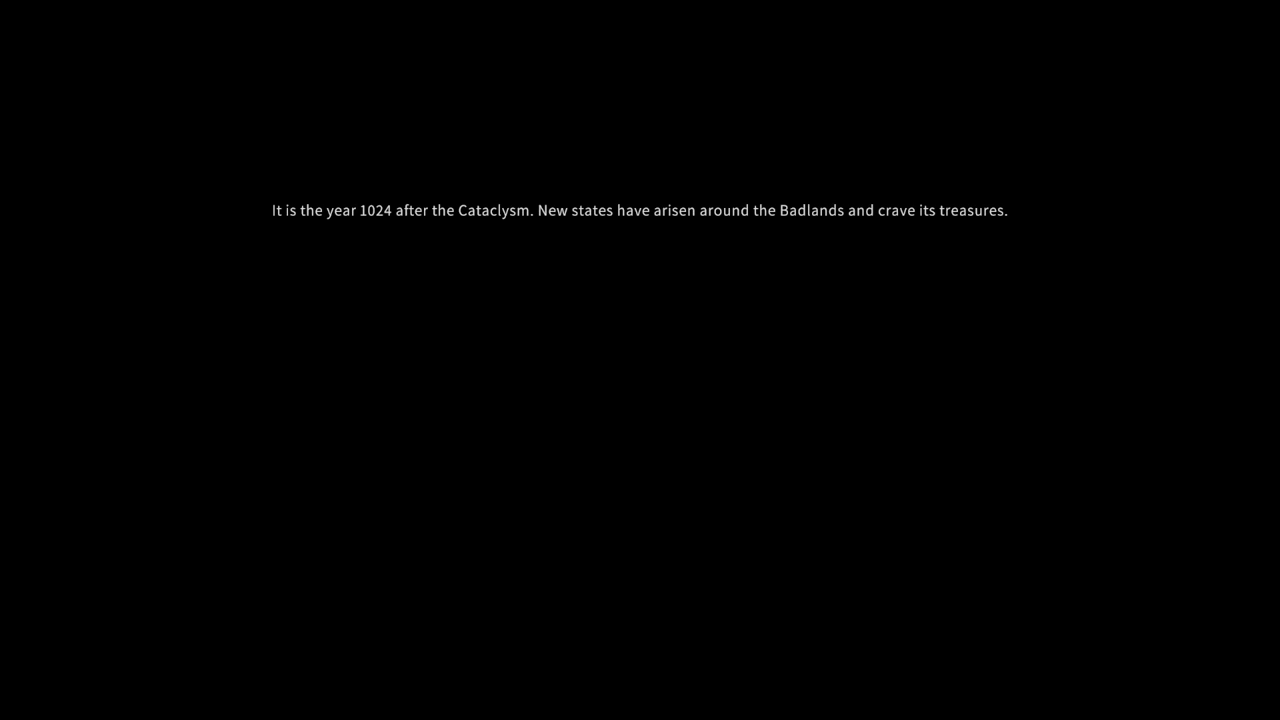 It is the year 1024 after the Cataclysm. New states have arisen around the Badlands and crave its treasures.